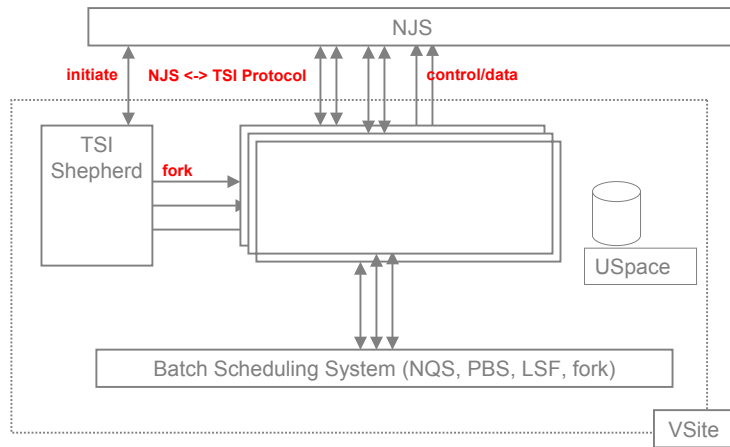 NJS
initiate
NJS <-> TSI Protocol
control/data
TSI
Shepherd
fork
USpace
Batch Scheduling System (NQS, PBS, LSF, fork)
VSite